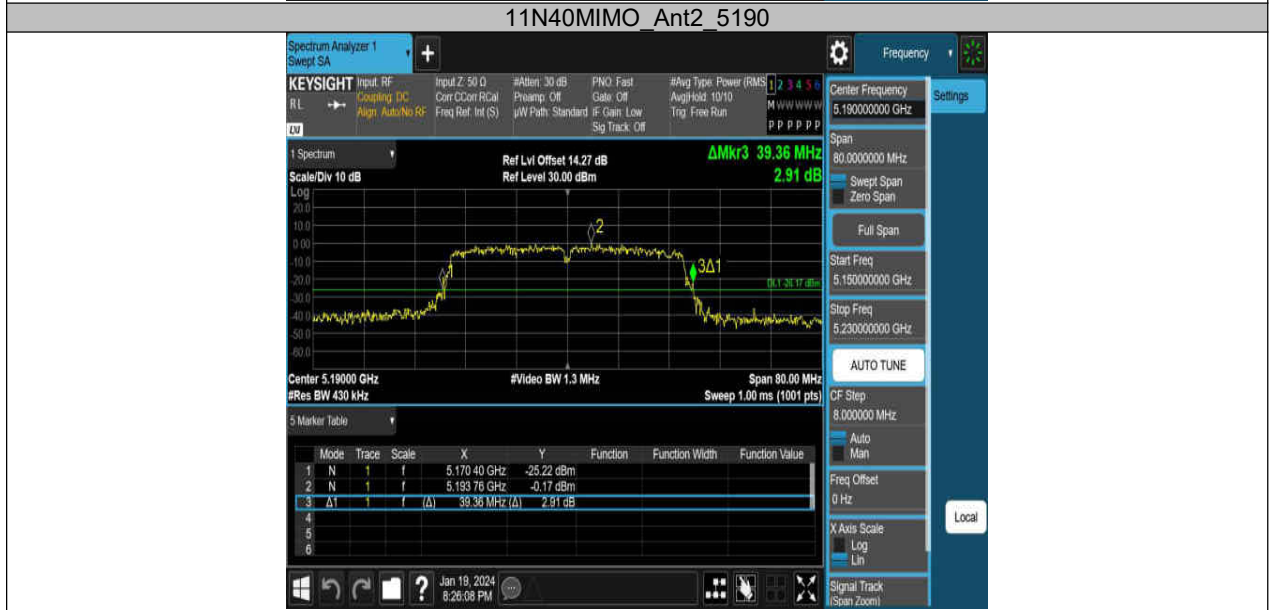 11N40MIMO_Ant2_5190
Spectrum Analyzer 1
Swept SA
+
Frequency
KEYSIGHT
RL
LXI
Input: RF
Coupling: DC
Align: Auto/No RF
Input Z: 50 Ω
Corr CCorr RCal
Freq Ref: Int (S)
#Atten: 30 dB
Preamp: Off
µW Path: Standard
PNO: Fast
Gate: Off
IF Gain: Low
Sig Track: Off
#Avg Type: Power (RMS
Avg|Hold: 10/10
Trig: Free Run
1 2 3 4 5 6
M W W W W W
P P P P P P
Center Frequency
5.190000000 GHz
Settings
Span
80.0000000 MHz
Swept Span
Zero Span
Full Span
Start Freq
5.150000000 GHz
Stop Freq
5.230000000 GHz
AUTO TUNE
CF Step
8.000000 MHz
Auto
Man
Freq Offset
0 Hz
X Axis Scale
Log
Lin
Signal Track
(Span Zoom)
Local
1 Spectrum
Scale/Div 10 dB
Ref Lvl Offset 14.27 dB
Ref Level 30.00 dBm
ΔMkr3 39.36 MHz
2.91 dB
Log
20.0
10.0
0.00
-10.0
-20.0
-30.0
-40.0
-50.0
-60.0
2
3Δ1
DL1 -26.17 dBm
Center 5.19000 GHz
#Video BW 1.3 MHz
Span 80.00 MHz
#Res BW 430 kHz
Sweep 1.00 ms (1001 pts)
5 Marker Table
Mode Trace Scale X Y Function Function Width Function Value
1 N 1 f 5.170 40 GHz -25.22 dBm
2 N 1 f 5.193 76 GHz -0.17 dBm
3 Δ1 1 f (Δ) 39.36 MHz (Δ) 2.91 dB
4
5
6
?
Jan 19, 2024
8:26:08 PM